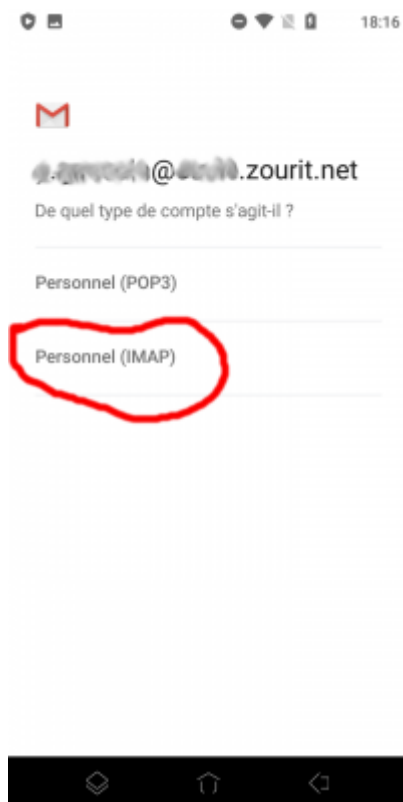 18:16
.zourit.net
De quel type de compte s'agit-il ?
Personnel (POP3)
Personnel (IMAP)